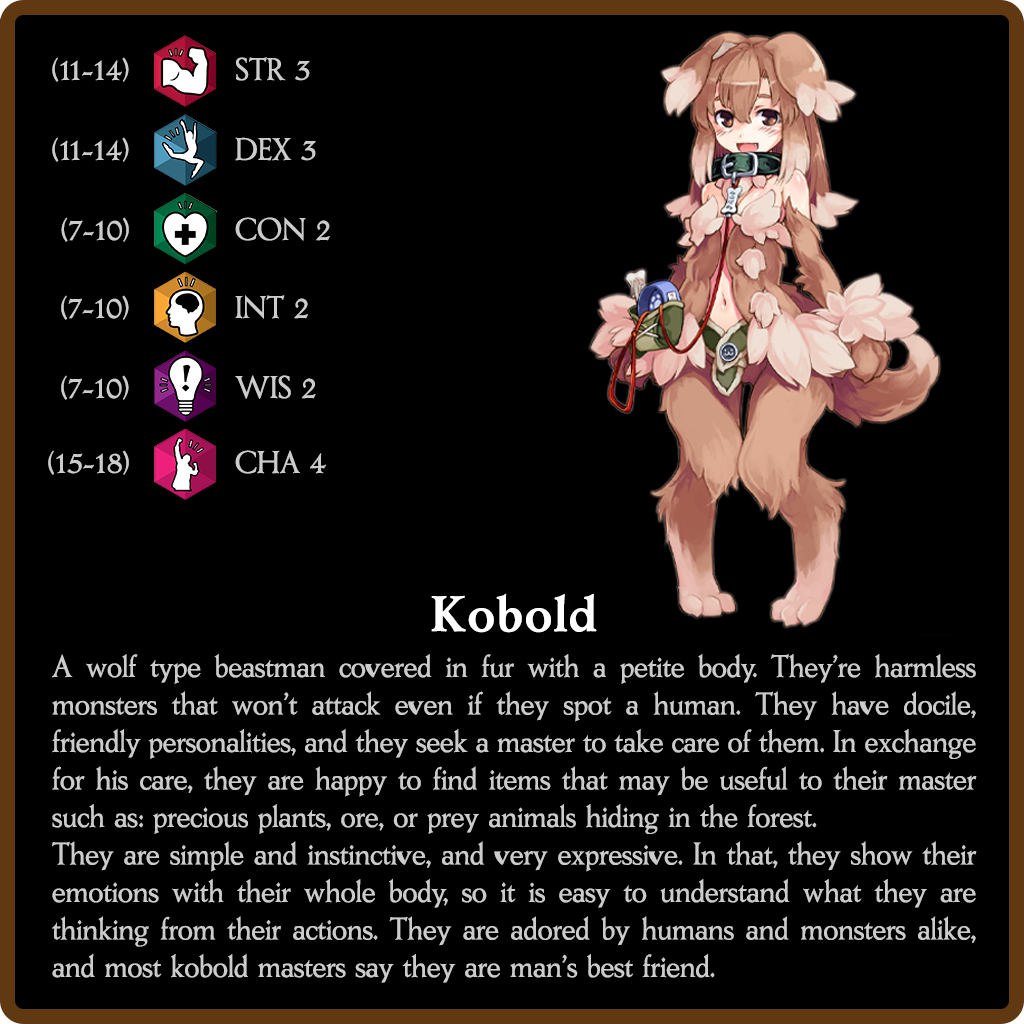 (11-14) STR 3
(11-14) DEX 3
(7-10) CON 2
(7-10) INT 2
(7-10) WIS 2
(15-18) CHA 4
Kobold
A wolf type beastman covered in fur with a petite body. They're harmless
monsters that won't attack even if they spot a human. They have docile,
friendly personalities, and they seek a master to take care of them. In exchange
for his care, they are happy to find items that may be useful to their master
such as: precious plants, ore, or prey animals hiding in the forest.
They are simple and instinctive, and very expressive. In that, they show their
emotions with their whole body, so it is easy to understand what they are
thinking from their actions. They are adored by humans and monsters alike,
and most kobold masters say they are man's best friend.